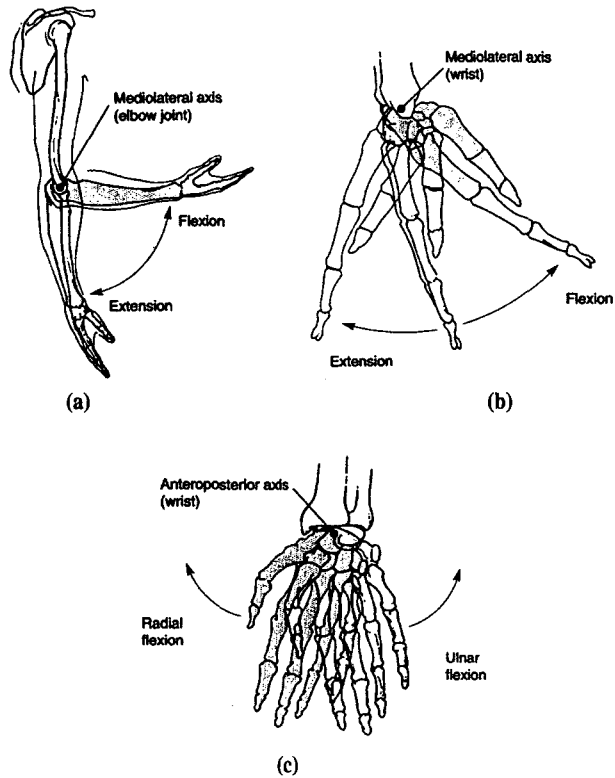 Mediolateral axis
(elbow joint)
Flexion
Extension
(a)
Mediolateral axis
(wrist)
Flexion
Extension
(b)
Anteroposterior axis
(wrist)
Radial
flexion
Ulnar
flexion
(c)